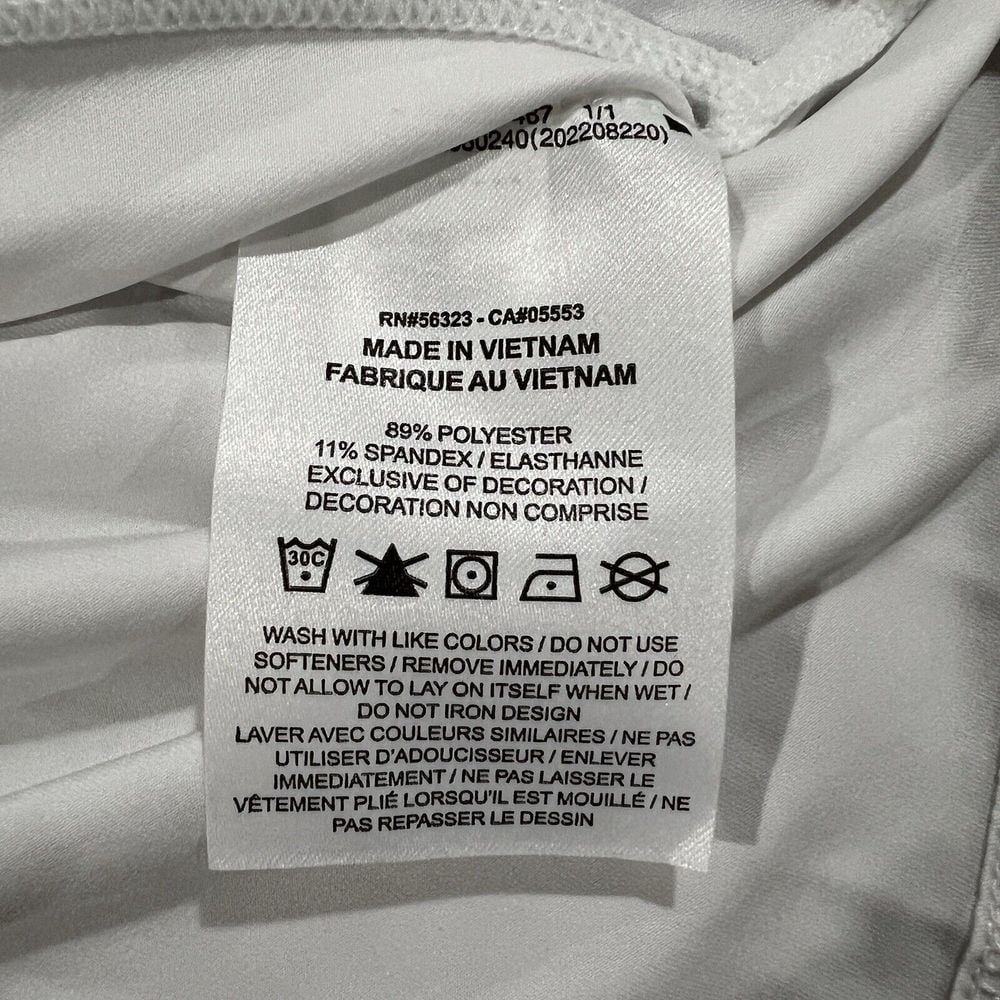 1/1
0240(202208220)
RN#56323 - CA#05553
MADE IN VIETNAM
FABRIQUE AU VIETNAM
89% POLYESTER
11% SPANDEX / ELASTHANNE
EXCLUSIVE OF DECORATION /
DECORATION NON COMPRISE
30C
WASH WITH LIKE COLORS / DO NOT USE
SOFTENERS / REMOVE IMMEDIATELY / DO
NOT ALLOW TO LAY ON ITSELF WHEN WET /
DO NOT IRON DESIGN
LAVER AVEC COULEURS SIMILAIRES / NE PAS
UTILISER D'ADOUCISSEUR / ENLEVER
IMMEDIATEMENT / NE PAS LAISSER LE
VÊTEMENT PLIÉ LORSQU'IL EST MOUILLÉ / NE
PAS REPASSER LE DESSIN